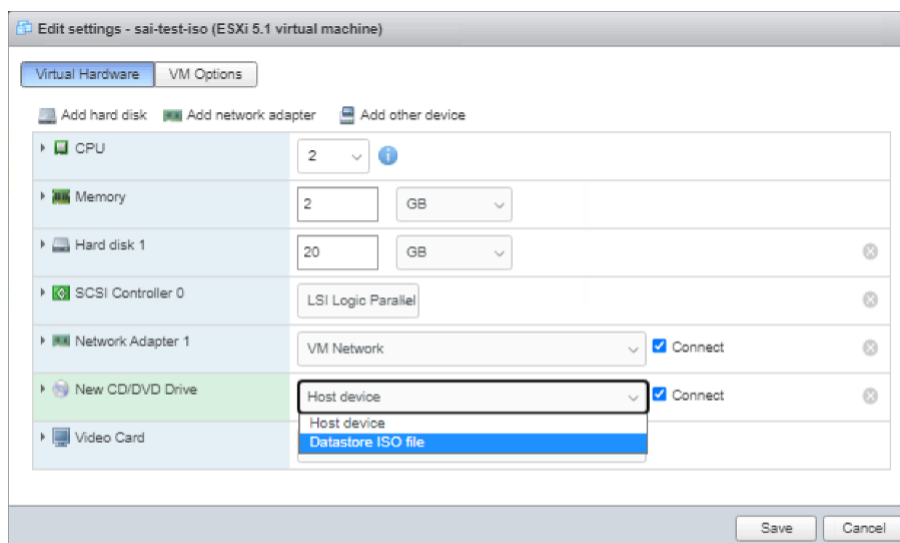 Edit settings - sai-test-iso (ESXi 5.1 virtual machine)
Virtual Hardware VM Options
Add hard disk Add network adapter Add other device
CPU 2
Memory 2 GB
Hard disk 1 20 GB
SCSI Controller 0 LSI Logic Parallel
Network Adapter 1 VM Network Connect
New CD/DVD Drive Host device Connect
Host device
Video Card Datastore ISO file
Save Cancel